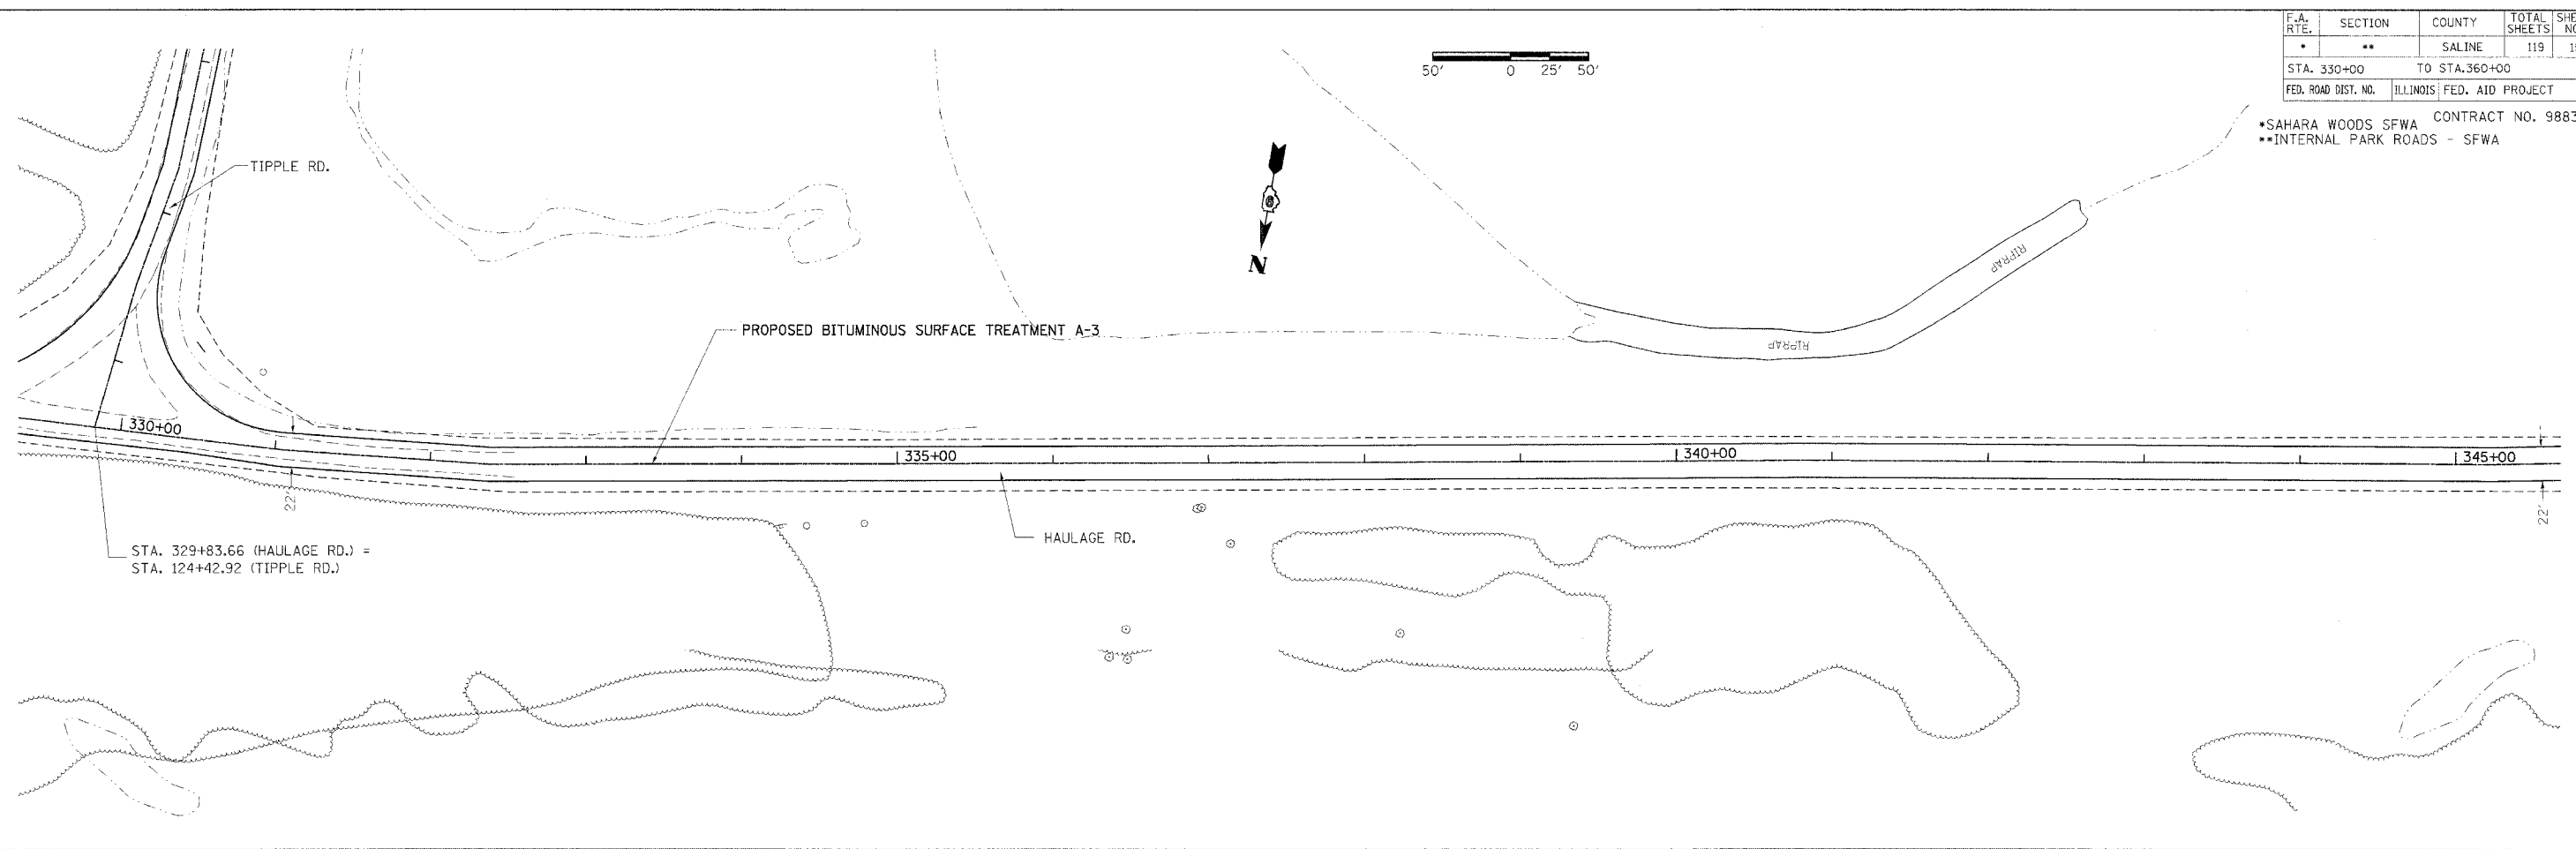 F.A. RTE. SECTION COUNTY TOTAL SHEETS
* ** SALINE 119
STA. 330+00 TO STA.360+00
FED. ROAD DIST. NO. ILLINOIS FED. AID PROJECT
CONTRACT NO. 9883
*SAHARA WOODS SFWA
**INTERNAL PARK ROADS - SFWA
50' 0 25' 50'
TIPPLE RD.
N
RIPRAP
PROPOSED BITUMINOUS SURFACE TREATMENT A-3
RIPRAP
330+00
335+00
340+00
345+00
22'
22'
HAULAGE RD.
STA. 329+83.66 (HAULAGE RD.) =
STA. 124+42.92 (TIPPLE RD.)